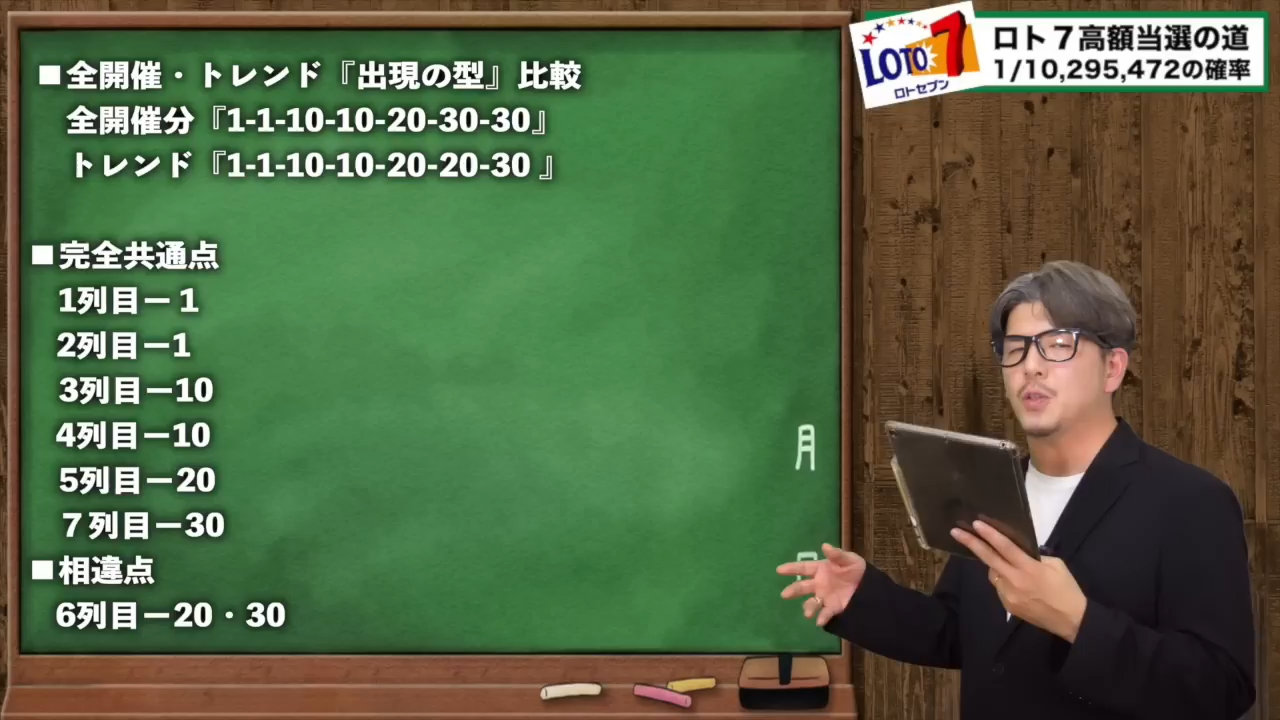 ■全開催・トレンド『出現の型』比較
全開催分『1-1-10-10-20-30-30』
トレンド『1-1-10-10-20-20-30 』
■完全共通点
1列目ー１
2列目ー1
3列目ー10
4列目ー10
5列目ー20
７列目ー30
■相違点
6列目ー20・30
月
LOTO 7
ロトセブン
ロト７高額当選の道
1/10,295,472の確率